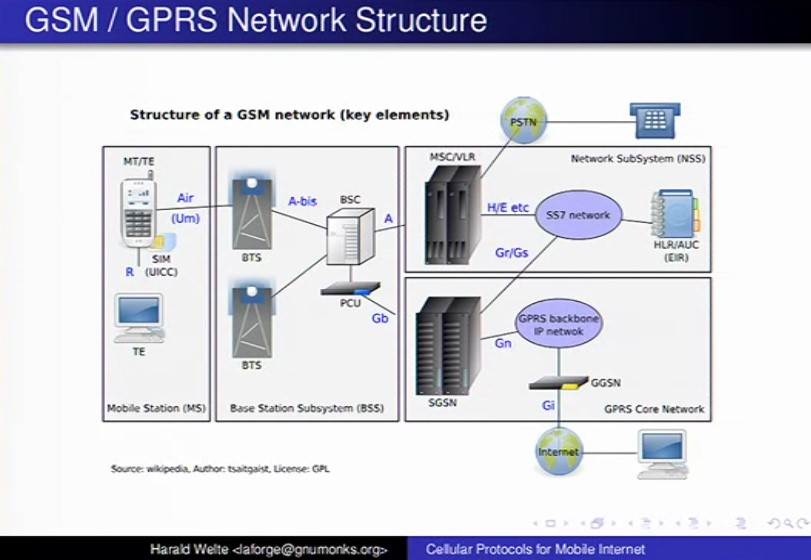 GSM / GPRS Network Structure
Structure of a GSM network (key elements)
PSTN
MT/TE
Air
(Um)
A-bis
BSC
A
MSC/VLR
Network SubSystem (NSS)
H/E etc
SS7 network
HLR/AUC
(EIR)
Gr/Gs
SIM
(UICC)
R
BTS
PCU
Gb
TE
BTS
GPRS backbone
IP netwok
Gn
SGSN
GGSN
Gi
Mobile Station (MS)
Base Station Subsystem (BSS)
GPRS Core Network
Internet
Source: wikipedia, Author: tsaitgaist, License: GPL
Harald Welte <laforge@gnumonks.org>
Cellular Protocols for Mobile Internet